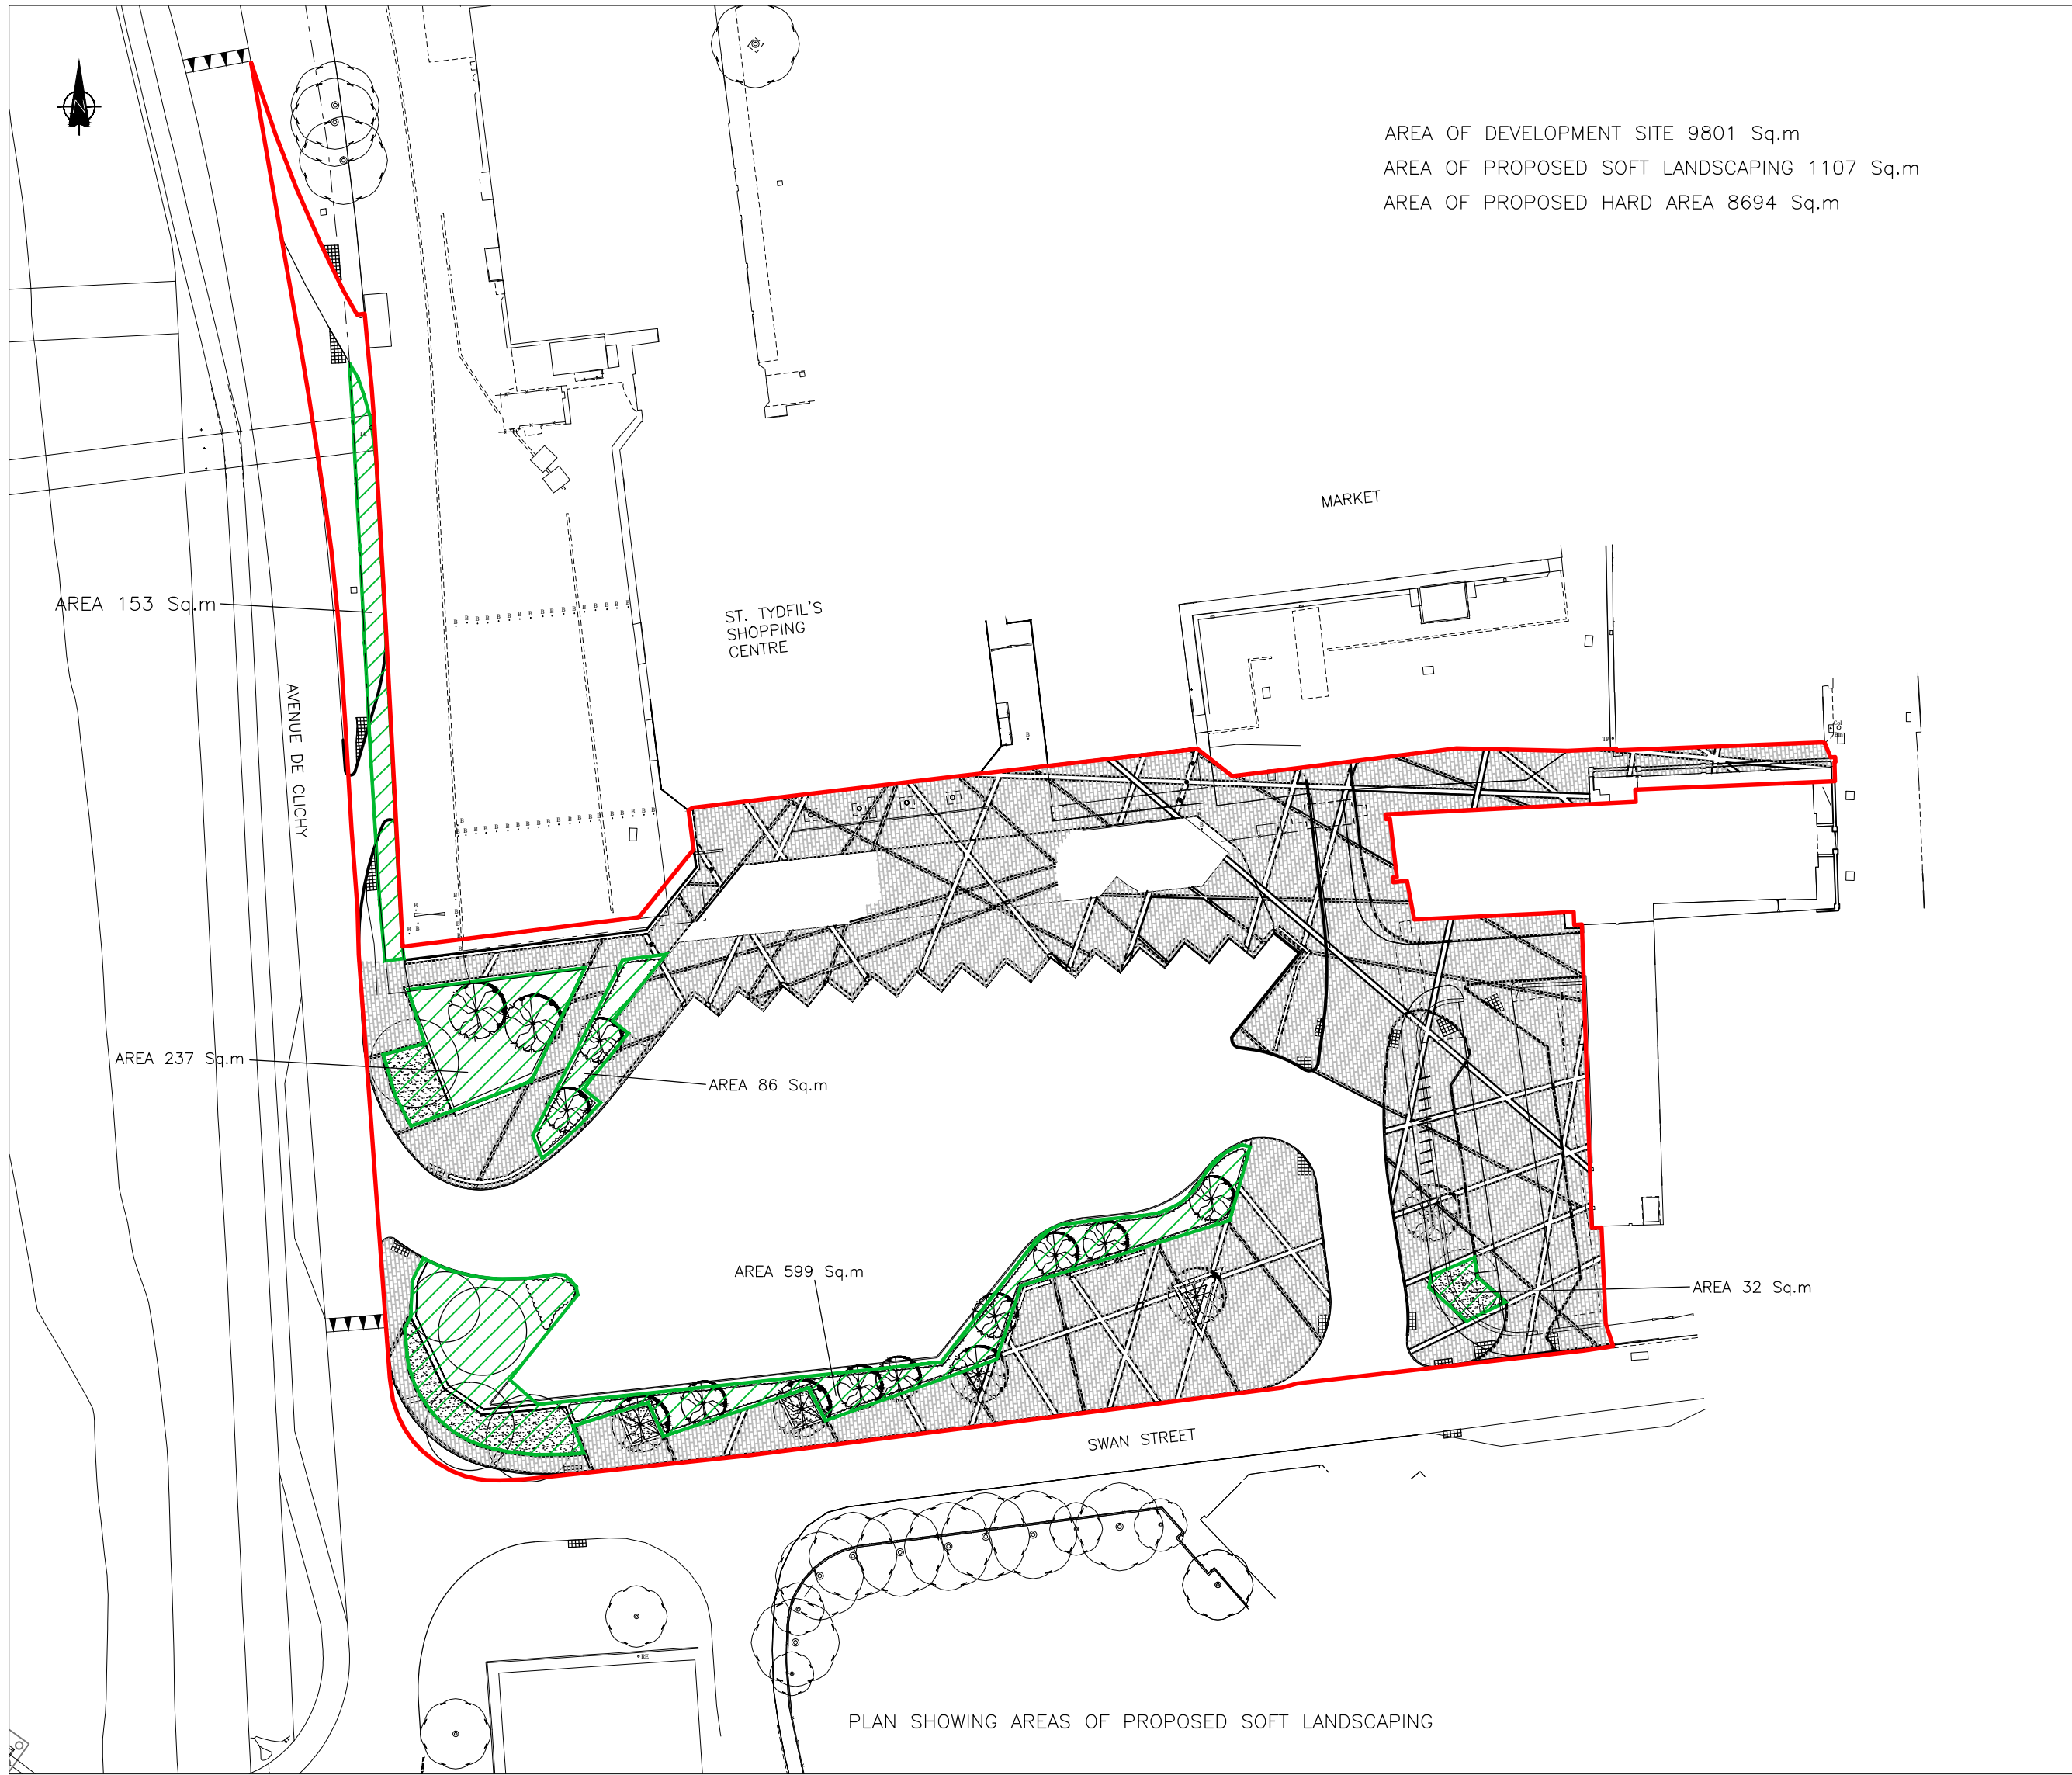 N
AREA OF DEVELOPMENT SITE 9801 Sq.m
AREA OF PROPOSED SOFT LANDSCAPING 1107 Sq.m
AREA OF PROPOSED HARD AREA 8694 Sq.m
MARKET
AREA 153 Sq.m
ST. TYDFIL'S
SHOPPING
CENTRE
AVENUE DE CLICHY
TP
AREA 237 Sq.m
AREA 86 Sq.m
AREA 599 Sq.m
AREA 32 Sq.m
SWAN STREET
RE
PLAN SHOWING AREAS OF PROPOSED SOFT LANDSCAPING